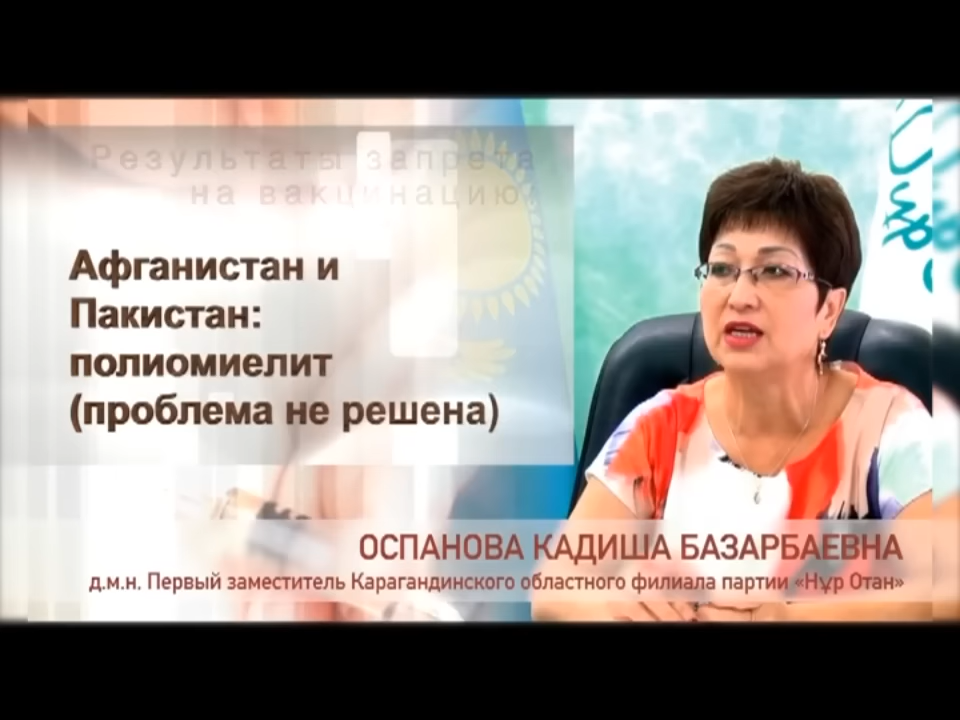 Результаты запрета
на вакцинацию
Афганистан и
Пакистан:
полиомиелит
(проблема не решена)
ОСПАНОВА КАДИША БАЗАРБАЕВНА
д.м.н. Первый заместитель Карагандинского областного филиала партии «Нұр Отан»